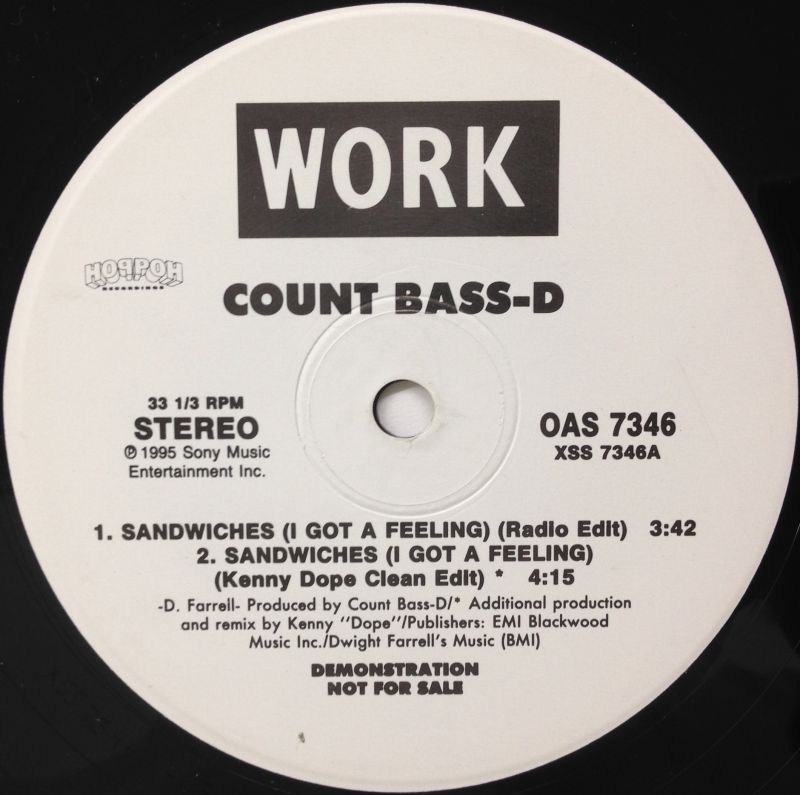 WORK
HOPPOH
RECORDINGS
COUNT BASS-D
33 1/3 RPM
STEREO
℗ 1995 Sony Music
Entertainment Inc.
OAS 7346
XSS 7346A
1. SANDWICHES (I GOT A FEELING) (Radio Edit) 3:42
2. SANDWICHES (I GOT A FEELING)
(Kenny Dope Clean Edit) * 4:15
-D. Farrell- Produced by Count Bass-D/* Additional production
and remix by Kenny "Dope"/Publishers: EMI Blackwood
Music Inc./Dwight Farrell's Music (BMI)
DEMONSTRATION
NOT FOR SALE